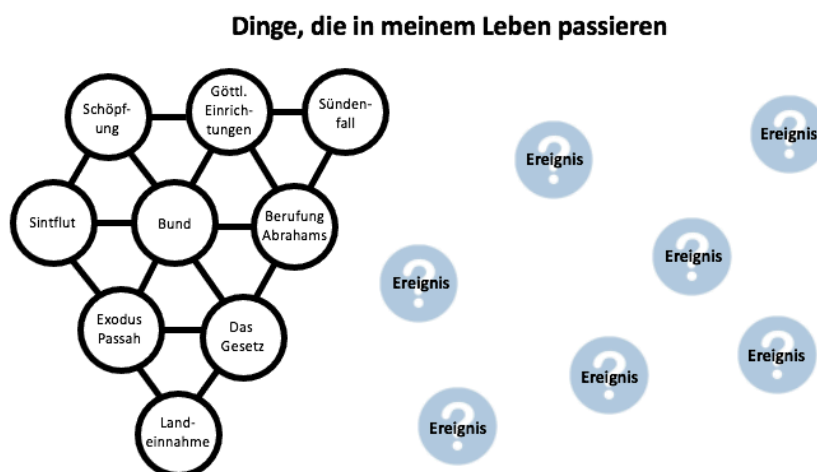 Dinge, die in meinem Leben passieren
Schöpf-
ung
Göttl.
Einrich-
tungen
Sünden-
fall
Sintflut
Bund
Berufung
Abrahams
Exodus
Passah
Das
Gesetz
Land-
einnahme
? Ereignis
? Ereignis
? Ereignis
? Ereignis
? Ereignis
? Ereignis
? Ereignis